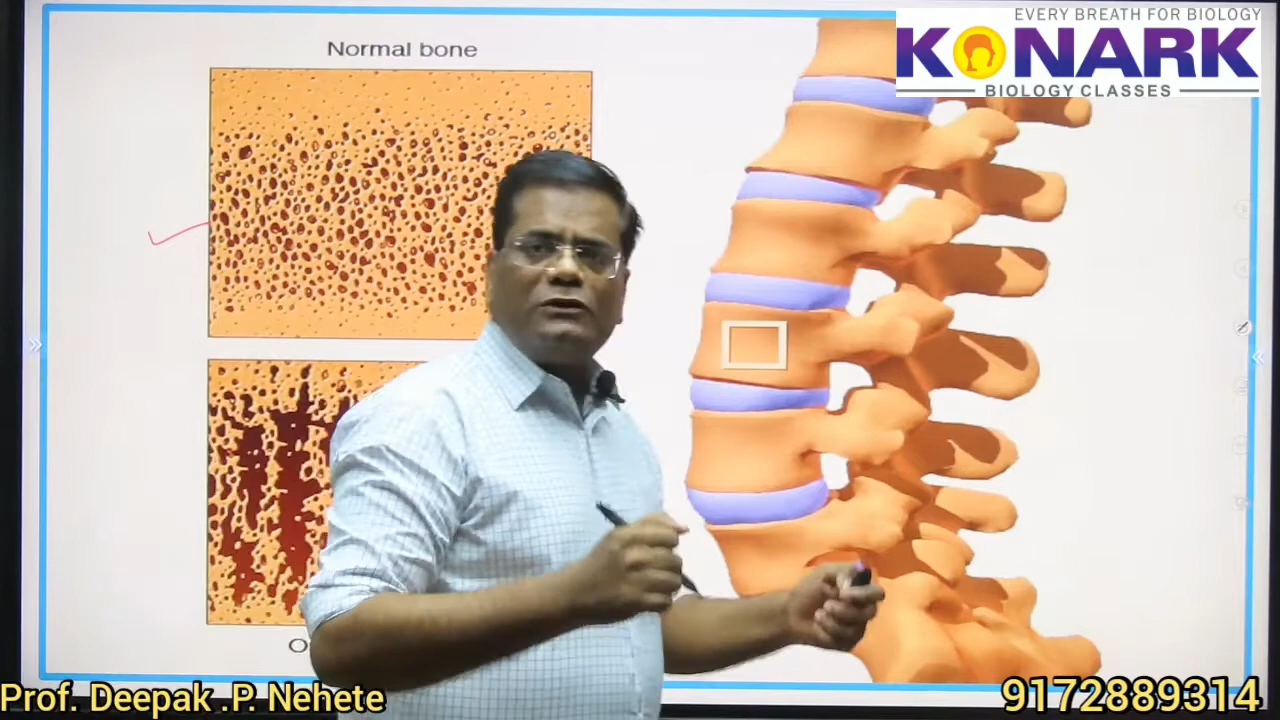 EVERY BREATH FOR BIOLOGY
KONARK
BIOLOGY CLASSES
Normal bone
Prof. Deepak .P. Nehete
9172889314